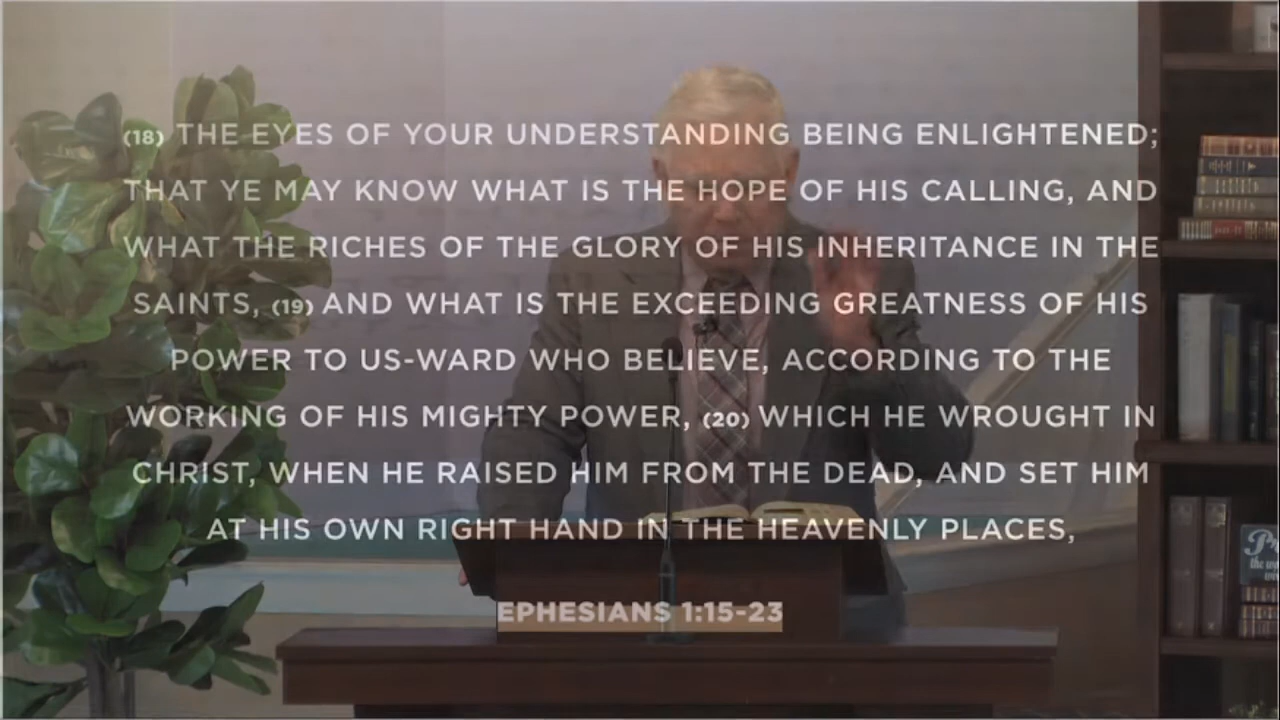 (18) THE EYES OF YOUR UNDERSTANDING BEING ENLIGHTENED;
THAT YE MAY KNOW WHAT IS THE HOPE OF HIS CALLING, AND
WHAT THE RICHES OF THE GLORY OF HIS INHERITANCE IN THE
SAINTS, (19) AND WHAT IS THE EXCEEDING GREATNESS OF HIS
POWER TO US-WARD WHO BELIEVE, ACCORDING TO THE
WORKING OF HIS MIGHTY POWER, (20) WHICH HE WROUGHT IN
CHRIST, WHEN HE RAISED HIM FROM THE DEAD, AND SET HIM
AT HIS OWN RIGHT HAND IN THE HEAVENLY PLACES,
EPHESIANS 1:15-23